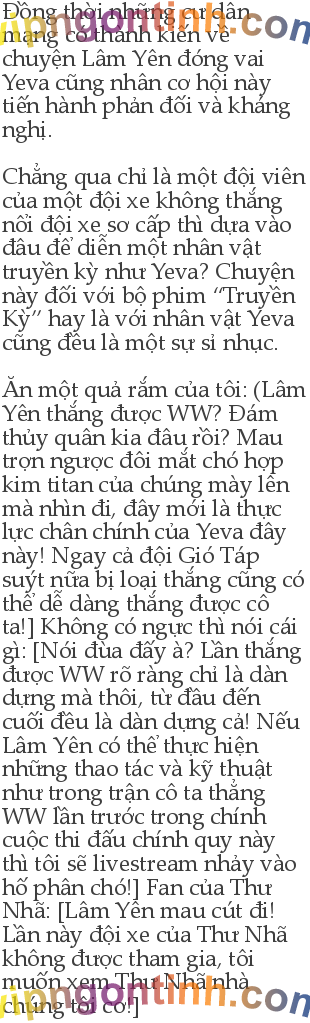 Đồng thời những cư dân
mạng có thành kiến về
chuyện Lâm Yên đóng vai
Yeva cũng nhân cơ hội này
tiến hành phản đối và kháng
nghị.
Chẳng qua chỉ là một đội viên
của một đội xe không thắng
nổi đội xe sơ cấp thì dựa vào
đâu để diễn một nhân vật
truyền kỳ như Yeva? Chuyện
này đối với bộ phim “Truyền
Kỳ” hay là với nhân vật Yeva
cũng đều là một sự sỉ nhục.
Ăn một quả rắm của tôi: (Lâm
Yên thắng được WW? Đám
thủy quân kia đâu rồi? Mau
trợn ngược đôi mắt chó hợp
kim titan của chúng mày lên
mà nhìn đi, đây mới là thực
lực chân chính của Yeva đây
này! Ngay cả đội Gió Táp
suýt nữa bị loại thắng cũng có
thể dễ dàng thắng được cô
ta!] Không có ngực thì nói cái
gì: [Nói đùa đấy à? Lần thắng
được WW rõ ràng chỉ là dàn
dựng mà thôi, từ đầu đến
cuối đều là dàn dựng cả! Nếu
Lâm Yên có thể thực hiện
những thao tác và kỹ thuật
như trong trận cô ta thắng
WW lần trước trong chính
cuộc thi đấu chính quy này
thì tôi sẽ livestream nhảy vào
hố phân chó!] Fan của Thư
Nhã: [Lâm Yên mau cút đi!
Lần này đội xe của Thư Nhã
không được tham gia, tôi
muốn xem Thư Nhã nhà
chúng tôi cơ!]
vipngontinh.com
vipngontinh.com